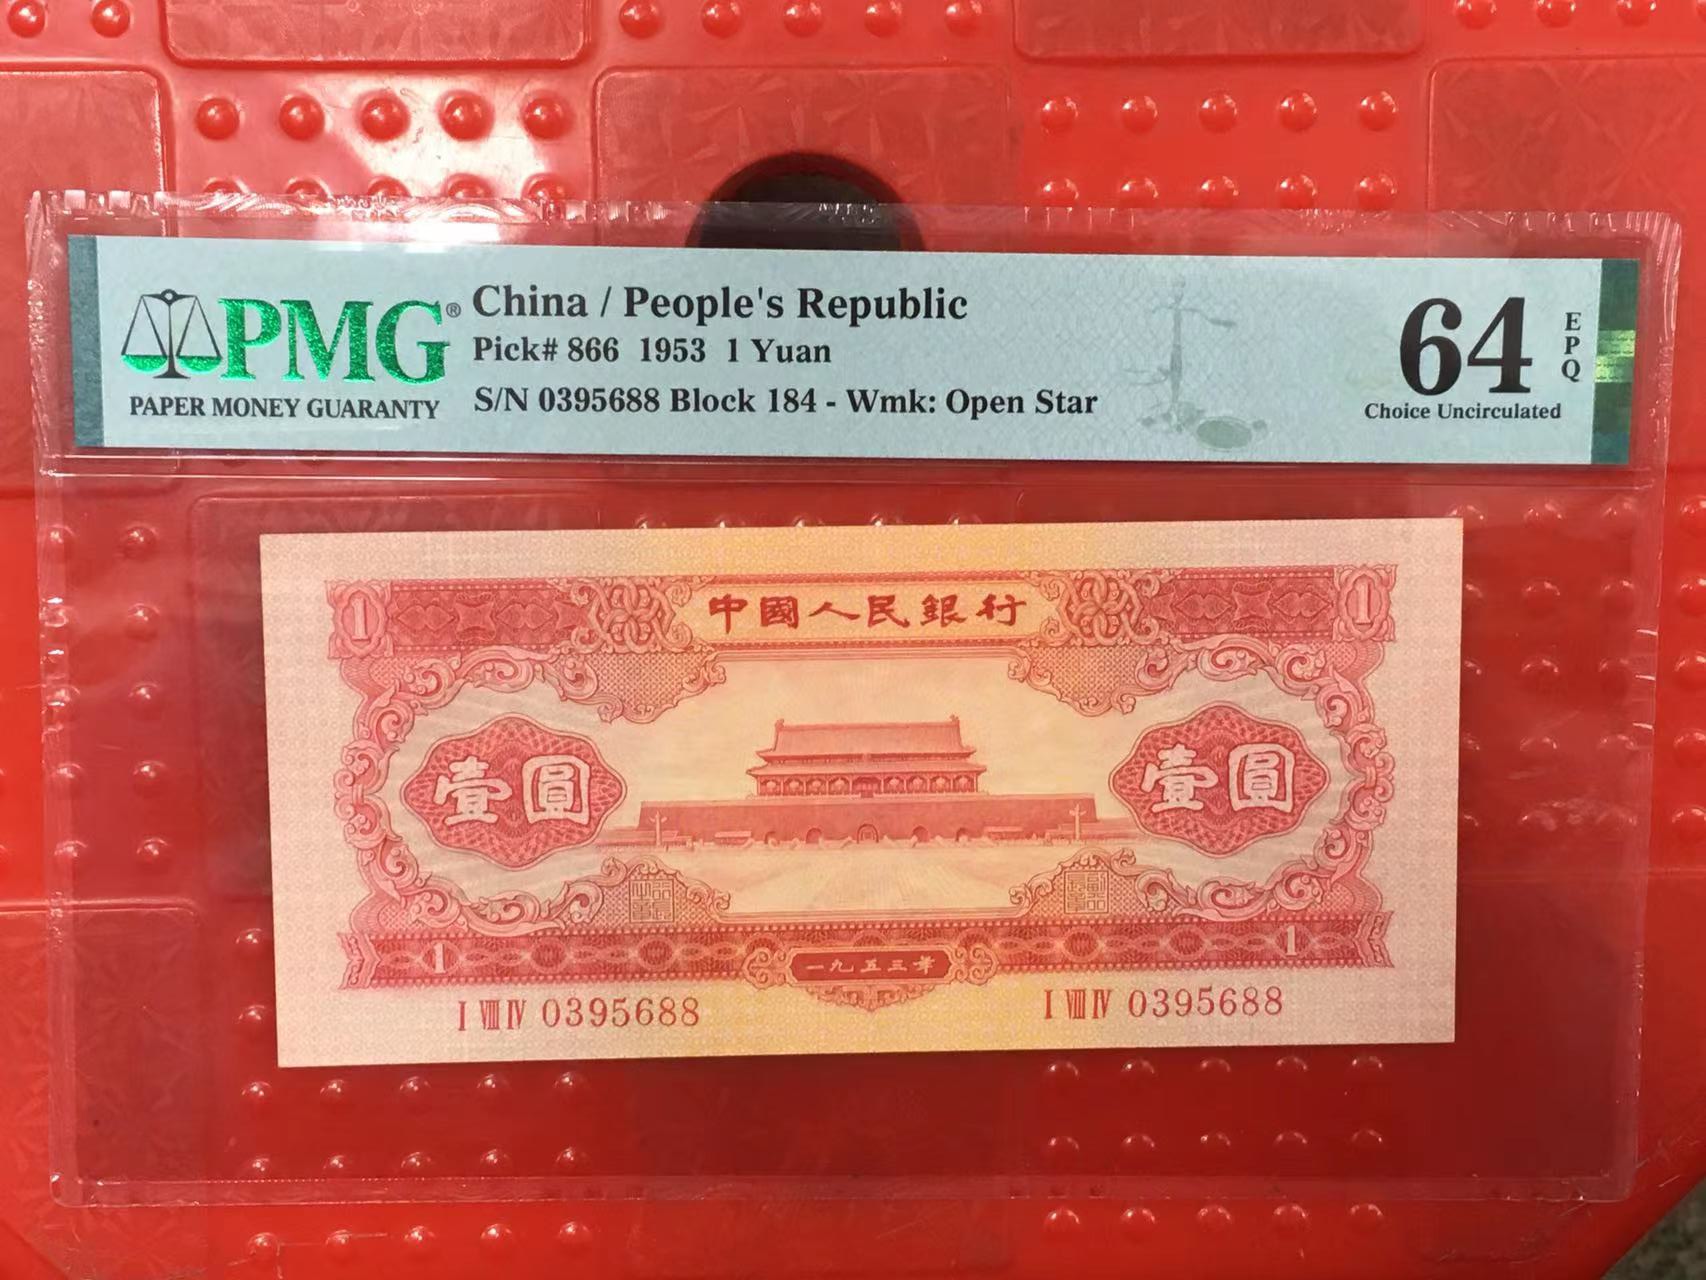 PMG®
PAPER MONEY GUARANTY
China / People's Republic
Pick# 866 1953 1 Yuan
S/N 0395688 Block 184 - Wmk: Open Star
64
EPQ
Choice Uncirculated
1 中國人民銀行 1
壹圓 壹圓
1 一九五三年 1
I VIII IV 0395688 I VIII IV 0395688